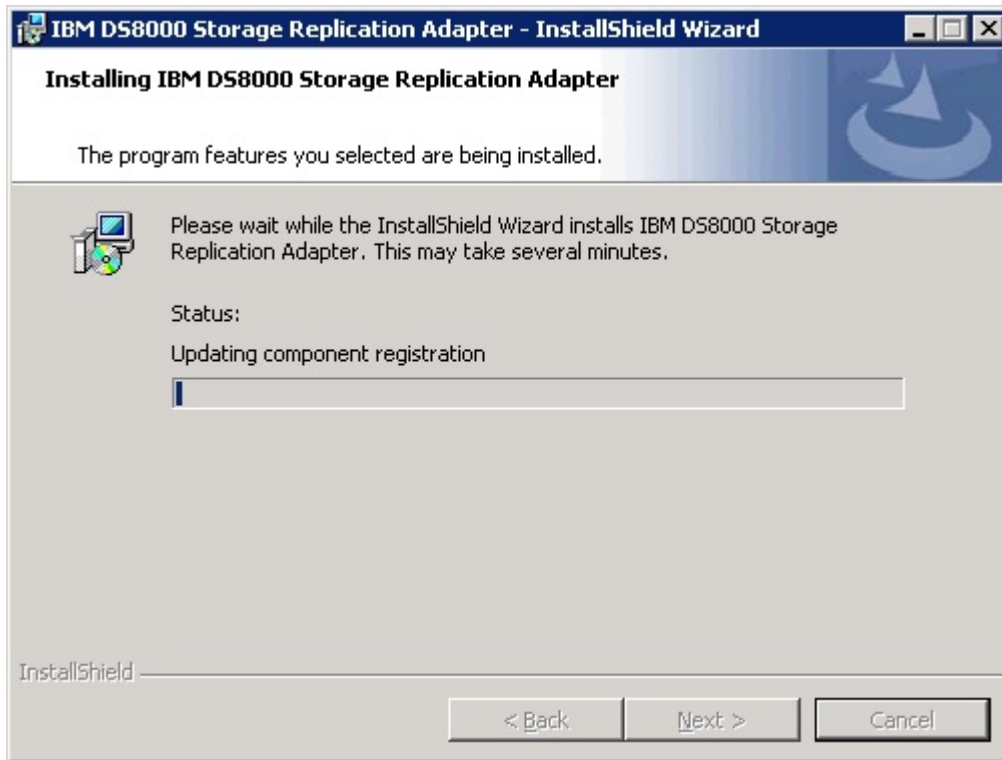 IBM DS8000 Storage Replication Adapter - InstallShield Wizard
Installing IBM DS8000 Storage Replication Adapter
The program features you selected are being installed.
Please wait while the InstallShield Wizard installs IBM DS8000 Storage
Replication Adapter. This may take several minutes.
Status:
Updating component registration
InstallShield
< Back Next > Cancel